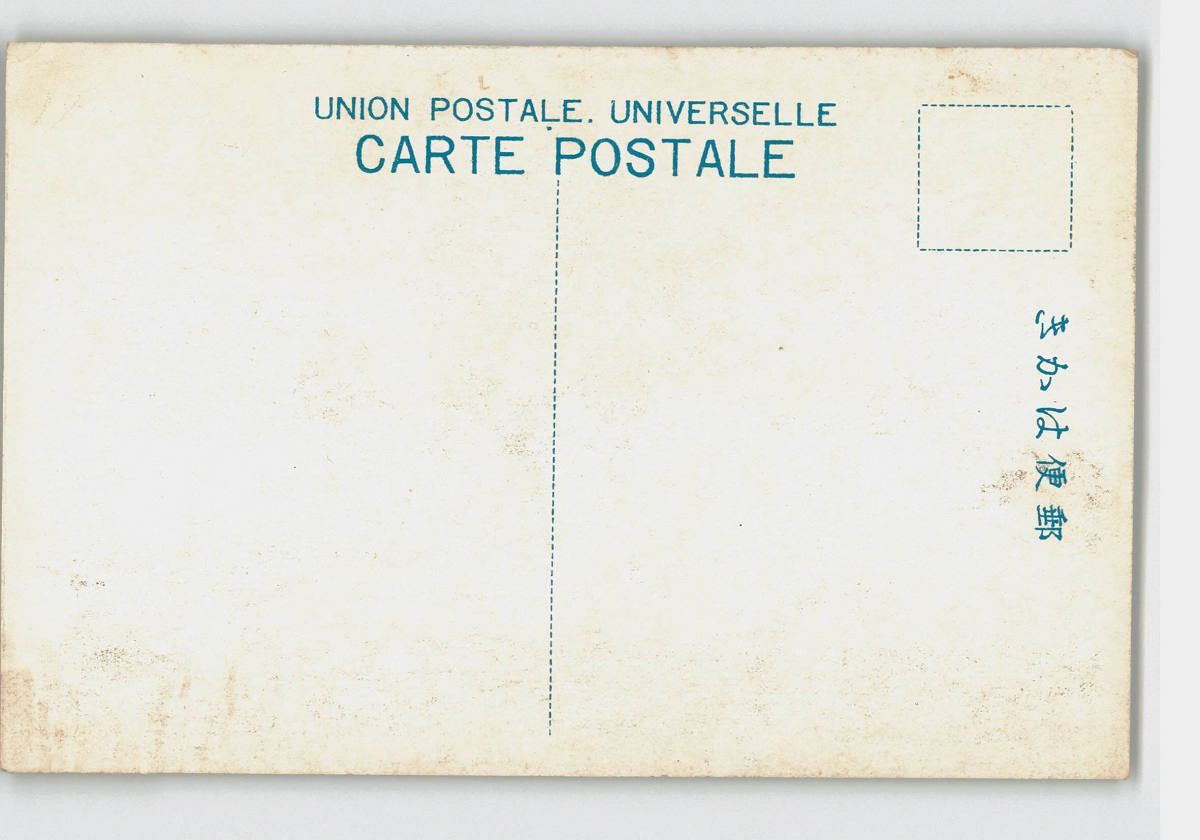 UNION POSTALE. UNIVERSELLE
CARTE POSTALE
郵便はかき